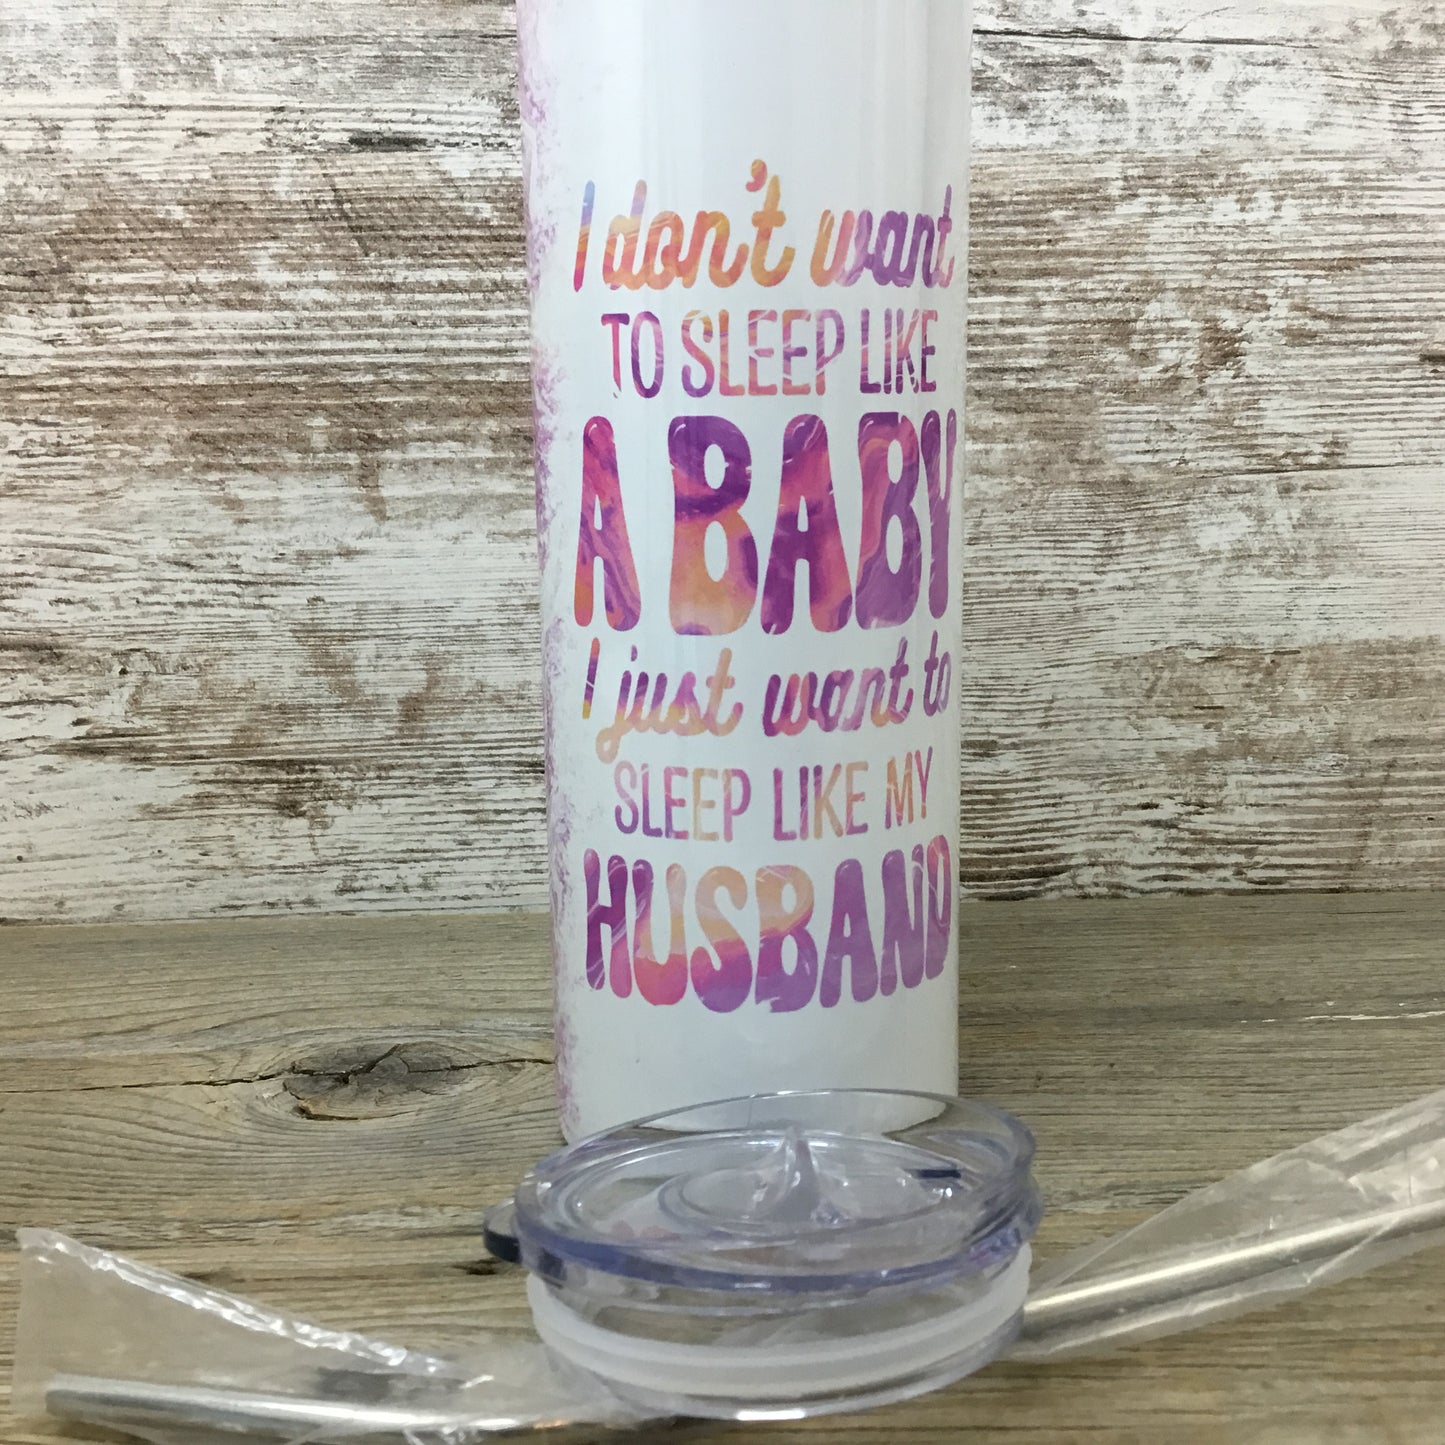 I don't want
TO SLEEP LIKE
A BABY
I just want to
SLEEP LIKE MY
HUSBAND